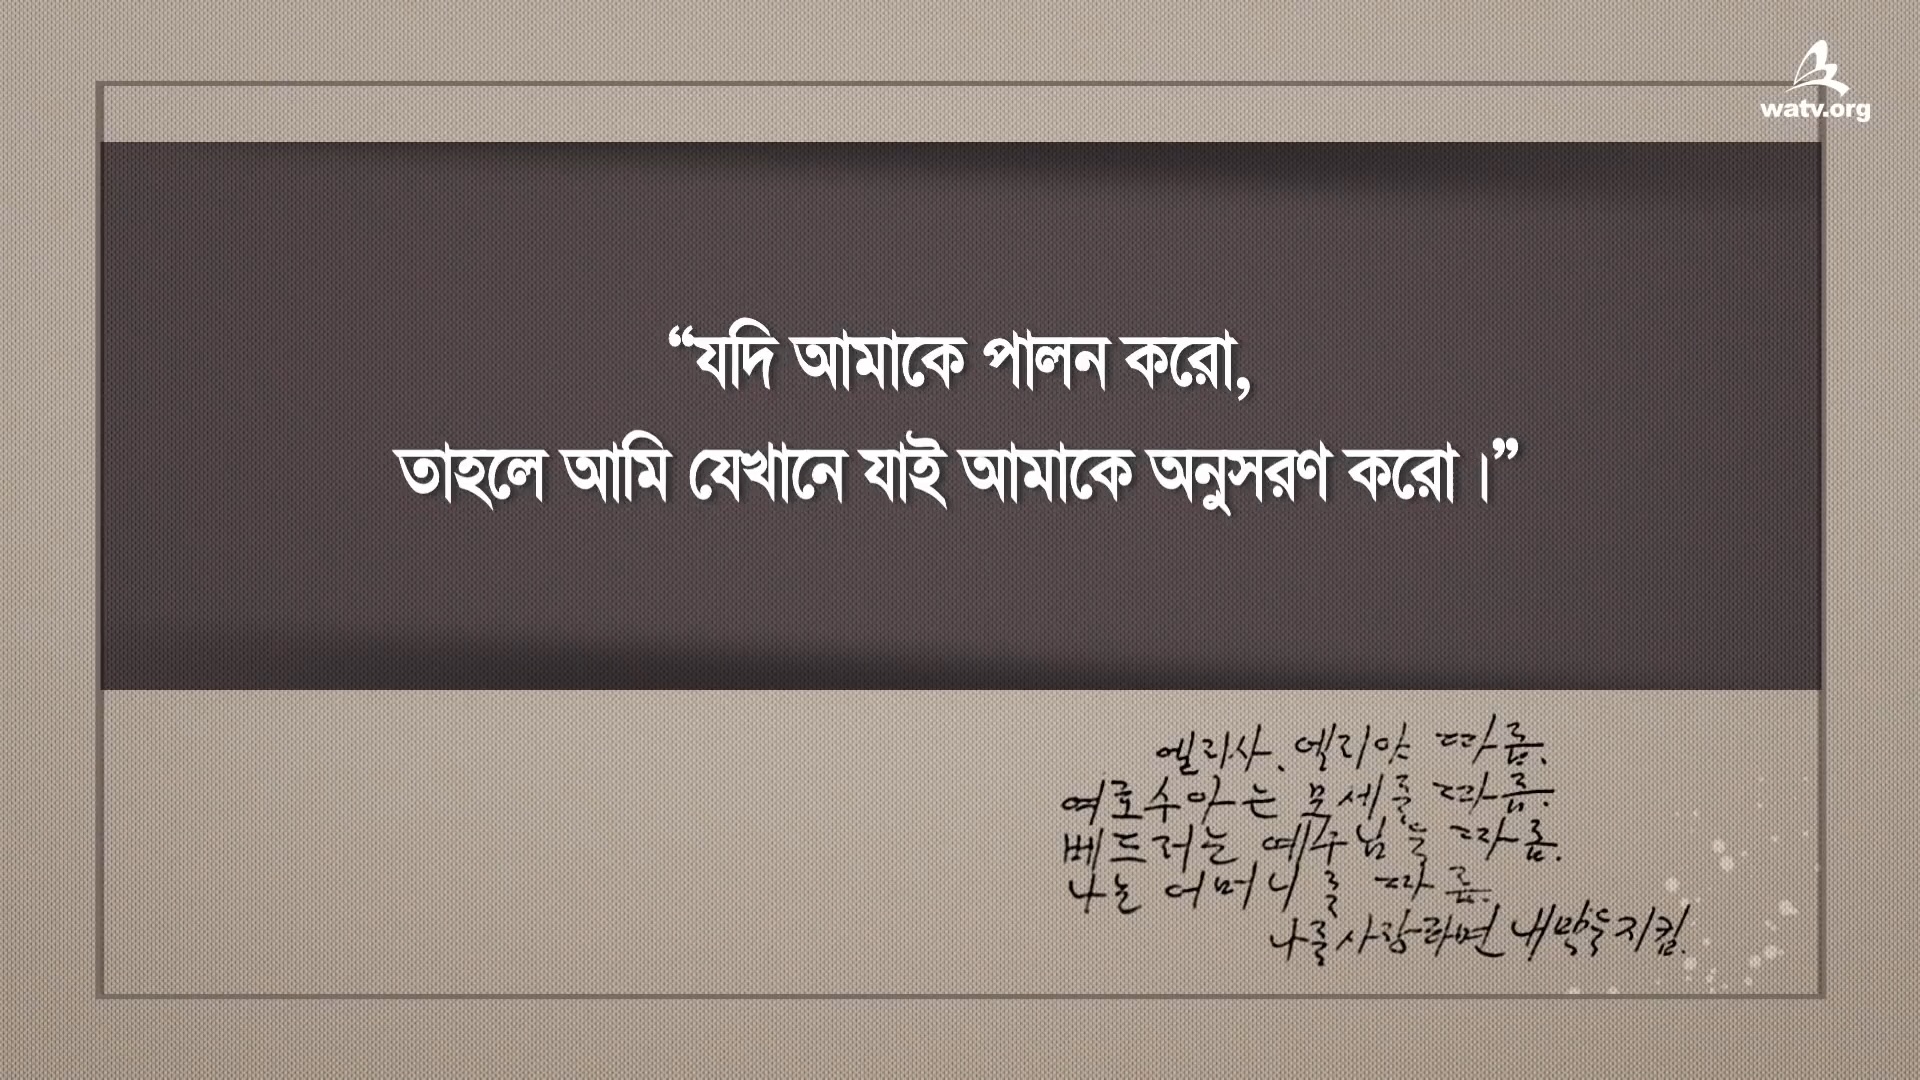 watv.org
“যদি আমাকে পালন করো,
তাহলে আমি যেখানে যাই আমাকে অনুসরণ করো।”
엘리사. 엘리야 따름.
여호수아는 모세를 따름.
베드러는 예수님을 따름.
나는 어머니를 따름.
나를사랑하면 내말을지킴.